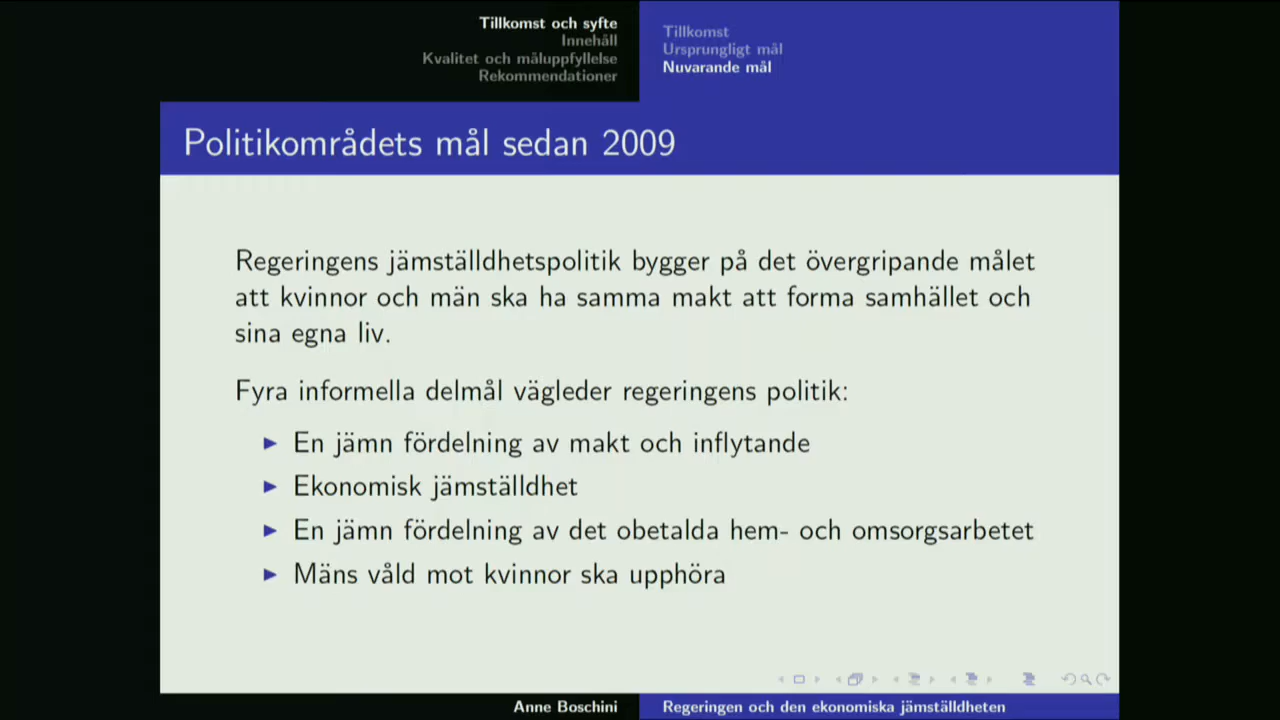 Tillkomst och syfte
Innehåll
Kvalitet och måluppfyllelse
Rekommendationer
Tillkomst
Ursprungligt mål
Nuvarande mål
Politikområdets mål sedan 2009
Regeringens jämställdhetspolitik bygger på det övergripande målet
att kvinnor och män ska ha samma makt att forma samhället och
sina egna liv.
Fyra informella delmål vägleder regeringens politik:
En jämn fördelning av makt och inflytande
Ekonomisk jämställdhet
En jämn fördelning av det obetalda hem- och omsorgsarbetet
Mäns våld mot kvinnor ska upphöra
Anne Boschini
Regeringen och den ekonomiska jämställdheten